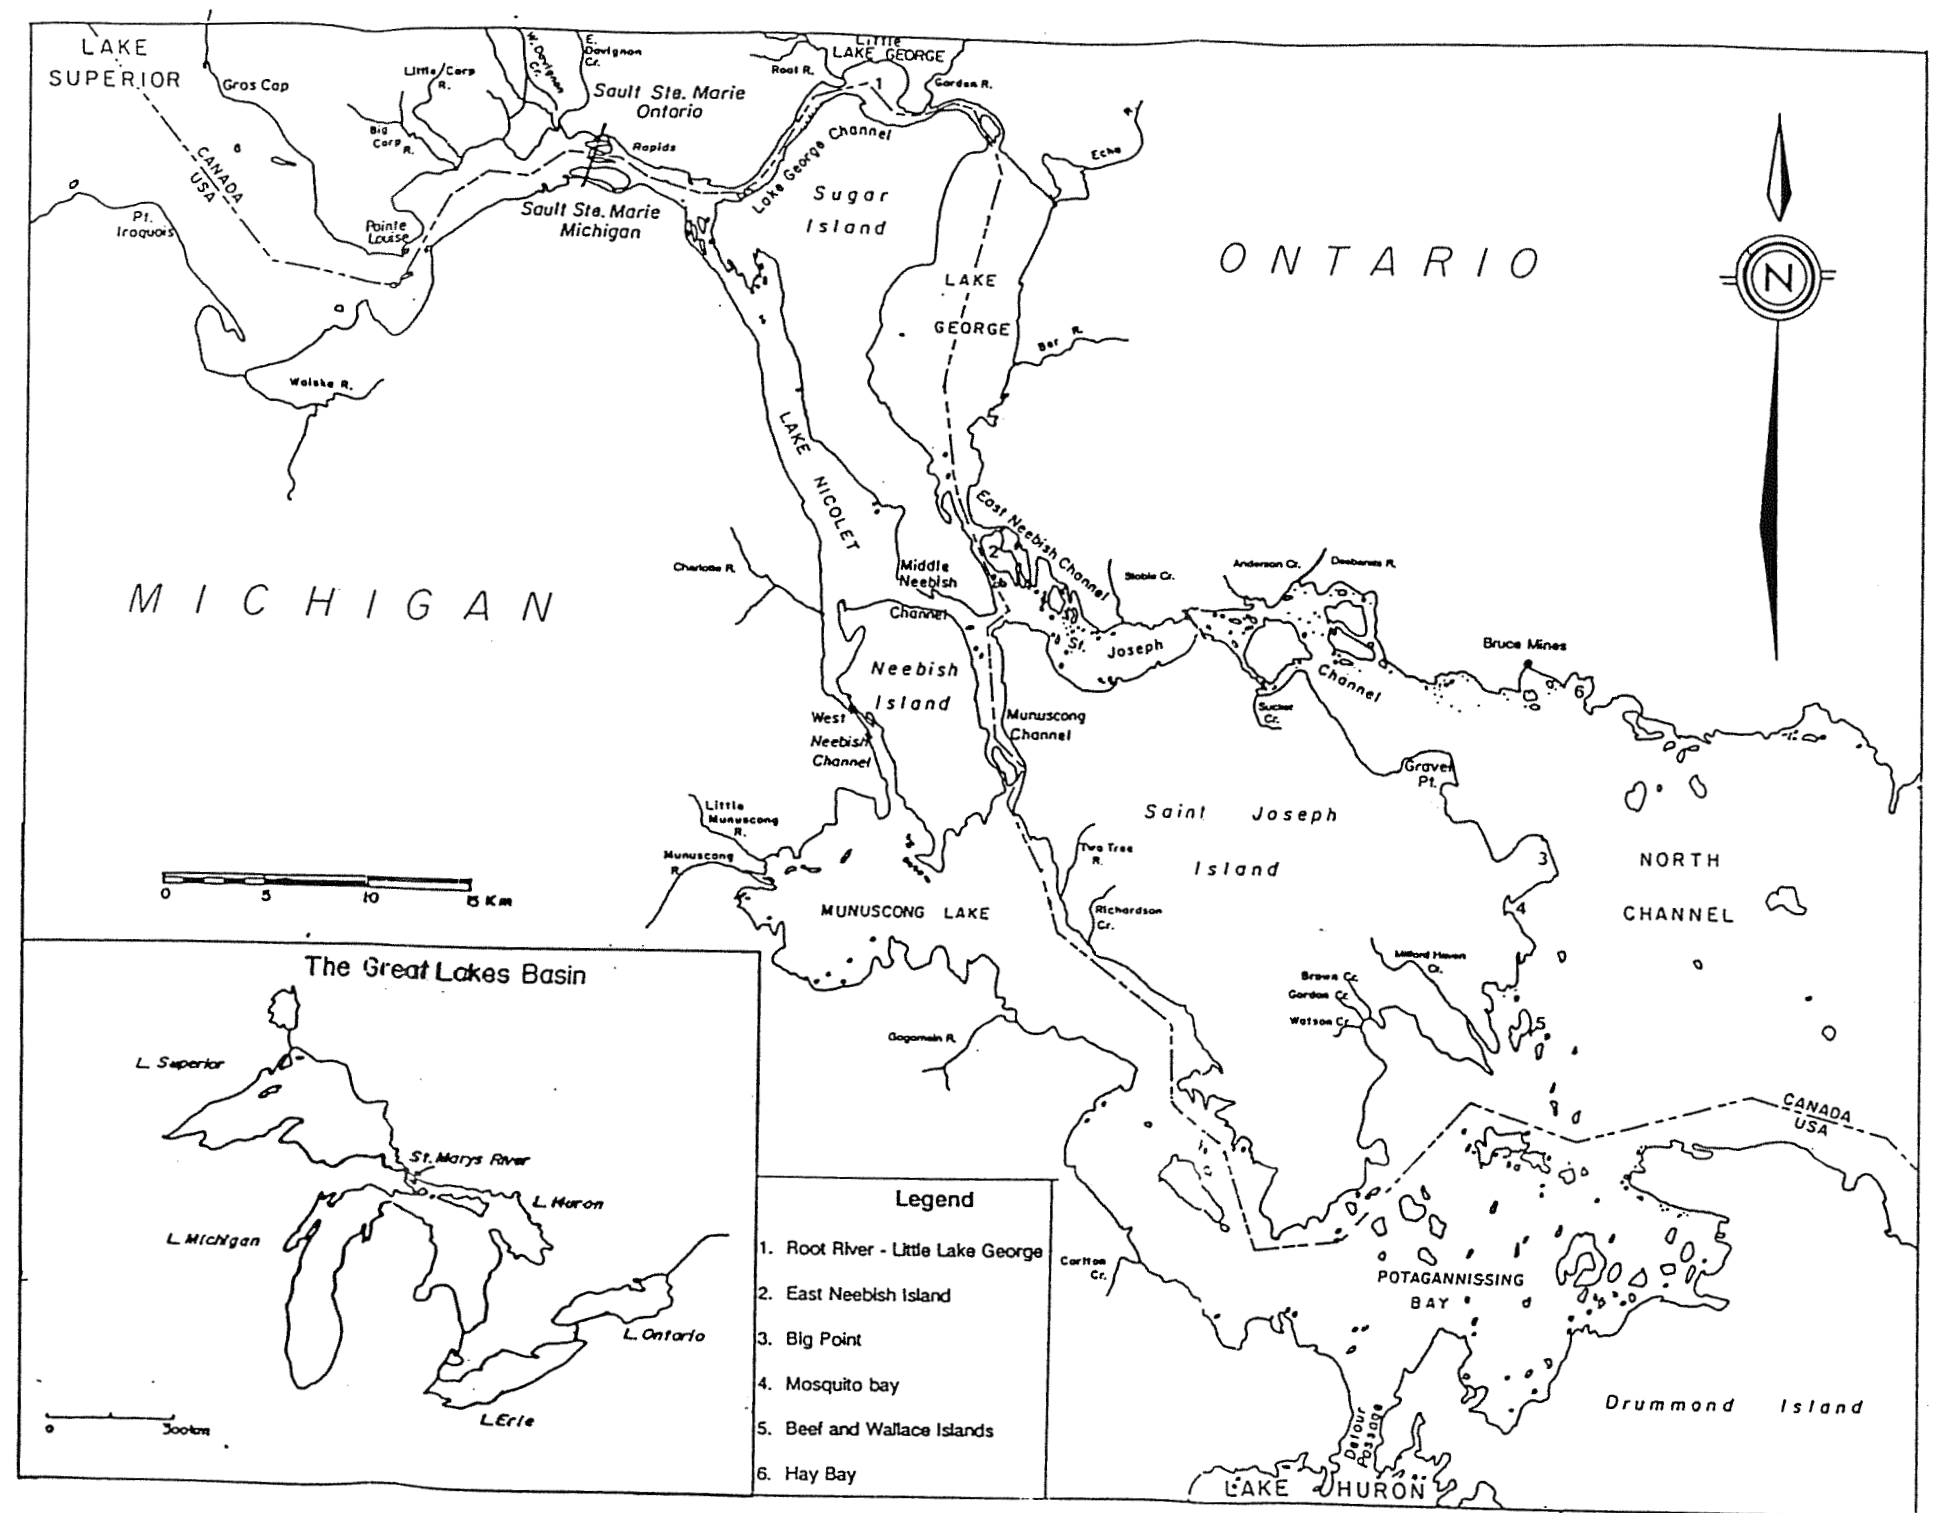 LAKE
SUPERIOR
Gros Cap
Little Carp
R.
W. Davignon
Cr.
E.
Davignon
Cr.
Big
Carp R.
Sault Ste. Marie
Ontario
Rapids
Root R.
Little
LAKE GEORGE
1
Garden R.
Lake George Channel
Echo R.
CANADA
USA
Pt.
Iroquois
Pointe
Louise
Sault Ste. Marie
Michigan
Sugar
Island
LAKE
GEORGE
Bar R.
ONTARIO
N
Waiska R.
LAKE NICOLET
East Neebish Channel
2
MICHIGAN
Charlotte R.
Middle
Neebish
Channel
Stobie Cr.
Anderson Cr.
Desbarats R.
St. Joseph Channel
Bruce Mines
6
Neebish
Island
Sucker
Cr.
West
Neebish
Channel
Munuscong
Channel
Gravel
Pt.
Little
Munuscong
R.
Munuscong
R.
Saint Joseph
Island
Two Tree
R.
3
NORTH
CHANNEL
0 5 10 15 Km
MUNUSCONG LAKE
Richardson
Cr.
4
Milford Haven
Cr.
Brown Cr.
Gordon Cr.
Watson Cr.
5
Gogomain R.
CANADA
USA
The Great Lakes Basin
L. Superior
St. Marys River
L. Huron
L. Michigan
L. Ontario
L. Erie
0 300km
Legend
1. Root River - Little Lake George
2. East Neebish Island
3. Big Point
4. Mosquito bay
5. Beef and Wallace Islands
6. Hay Bay
Carlton
Cr.
POTAGANNISSING
BAY
Drummond Island
Detour
Passage
LAKE HURON